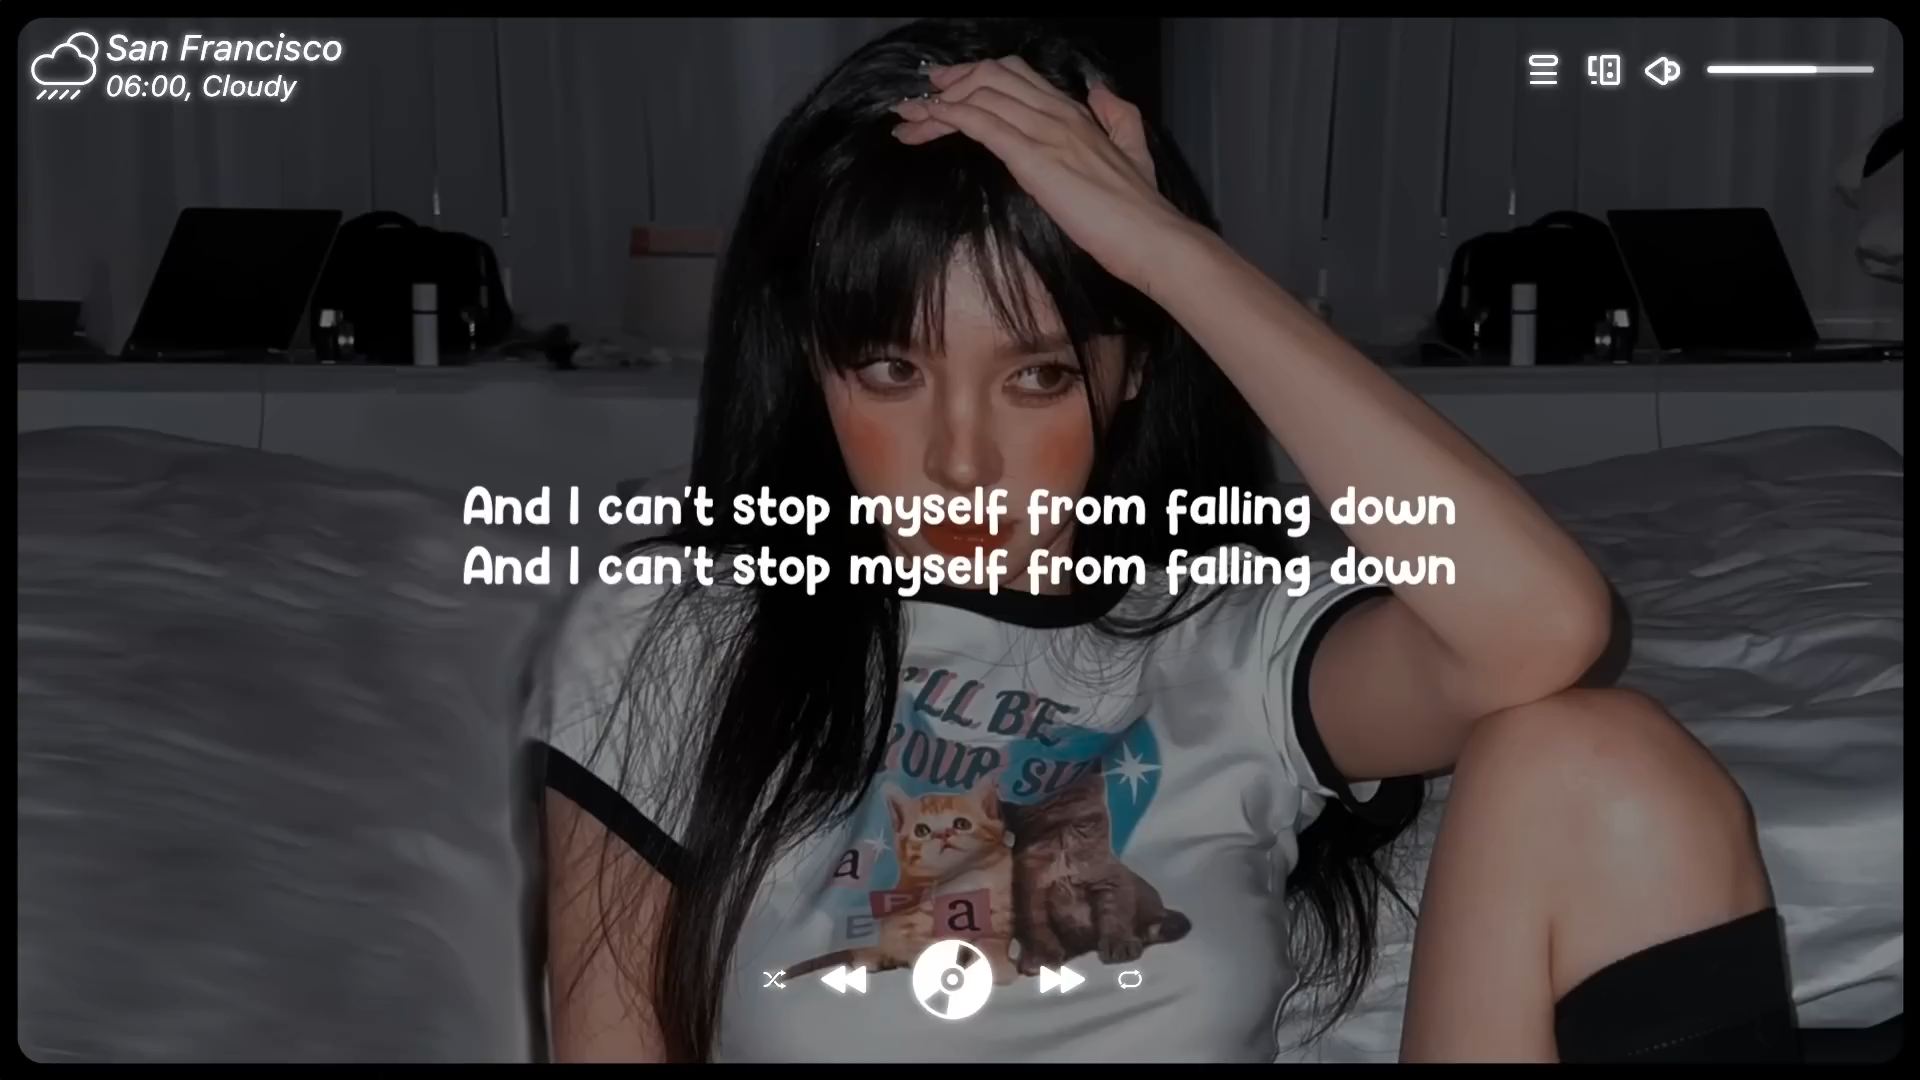 San Francisco
06:00, Cloudy
And I can't stop myself from falling down
And I can't stop myself from falling down
'LL BE
YOUR
a
a